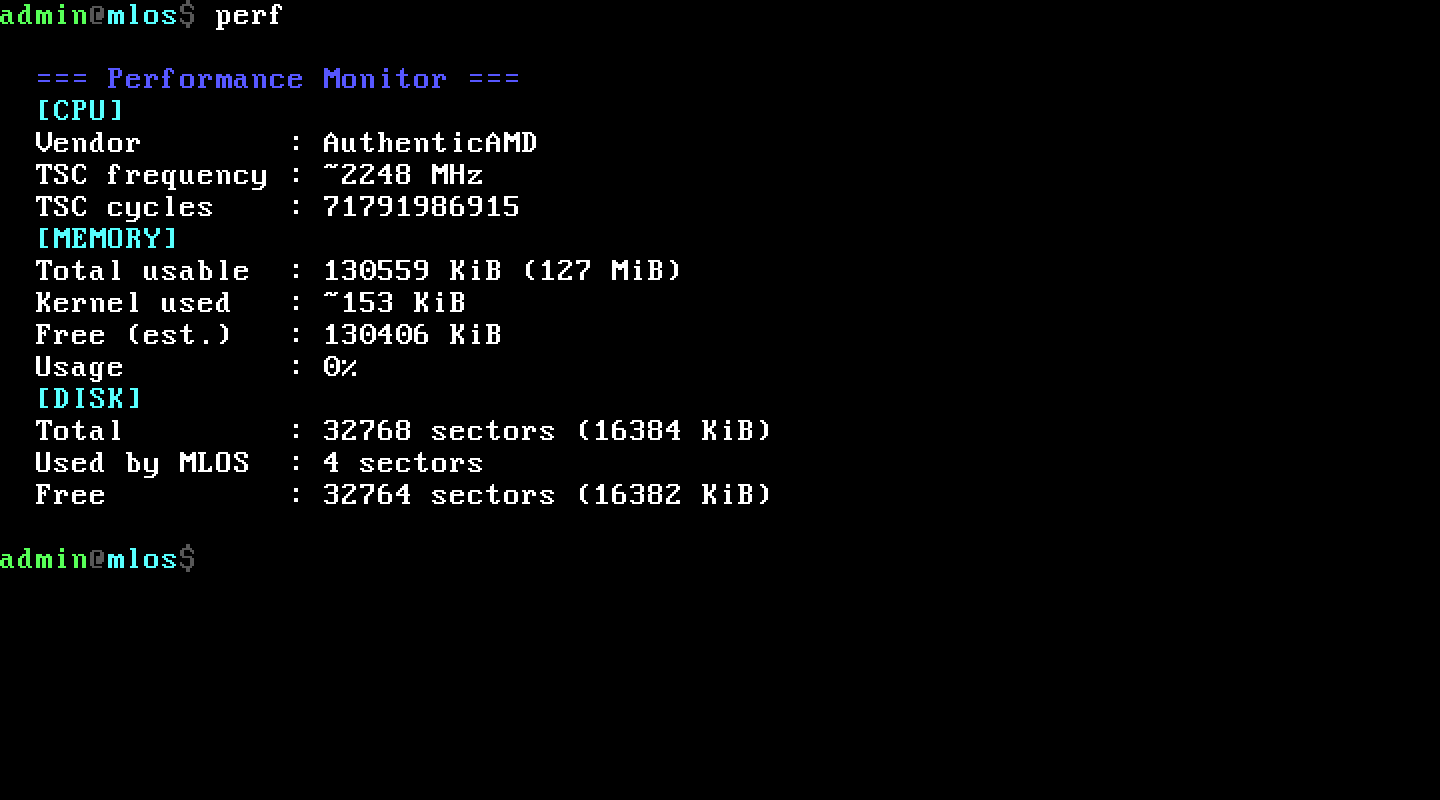 admin@mlos$ perf
=== Performance Monitor ===
[CPU]
Vendor        : AuthenticAMD
TSC frequency : ~2248 MHz
TSC cycles    : 71791986915
[MEMORY]
Total usable  : 130559 KiB (127 MiB)
Kernel used   : ~153 KiB
Free (est.)   : 130406 KiB
Usage         : 0%
[DISK]
Total         : 32768 sectors (16384 KiB)
Used by MLOS  : 4 sectors
Free          : 32764 sectors (16382 KiB)
admin@mlos$